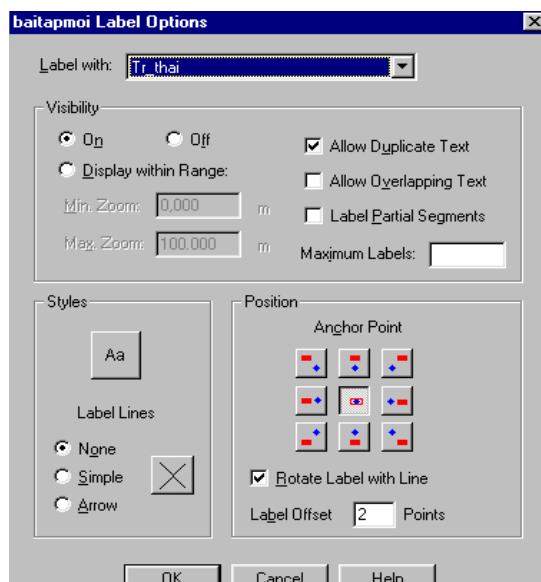 baitapmoi Label Options
Label with: Tr_thai
Visibility
On Off
Display within Range:
Min. Zoom: 0,000 m
Max. Zoom: 100.000 m
Allow Duplicate Text
Allow Overlapping Text
Label Partial Segments
Maximum Labels:
Styles
Aa
Label Lines
None
Simple
Arrow
Position
Anchor Point
Rotate Label with Line
Label Offset 2 Points
OK Cancel Help